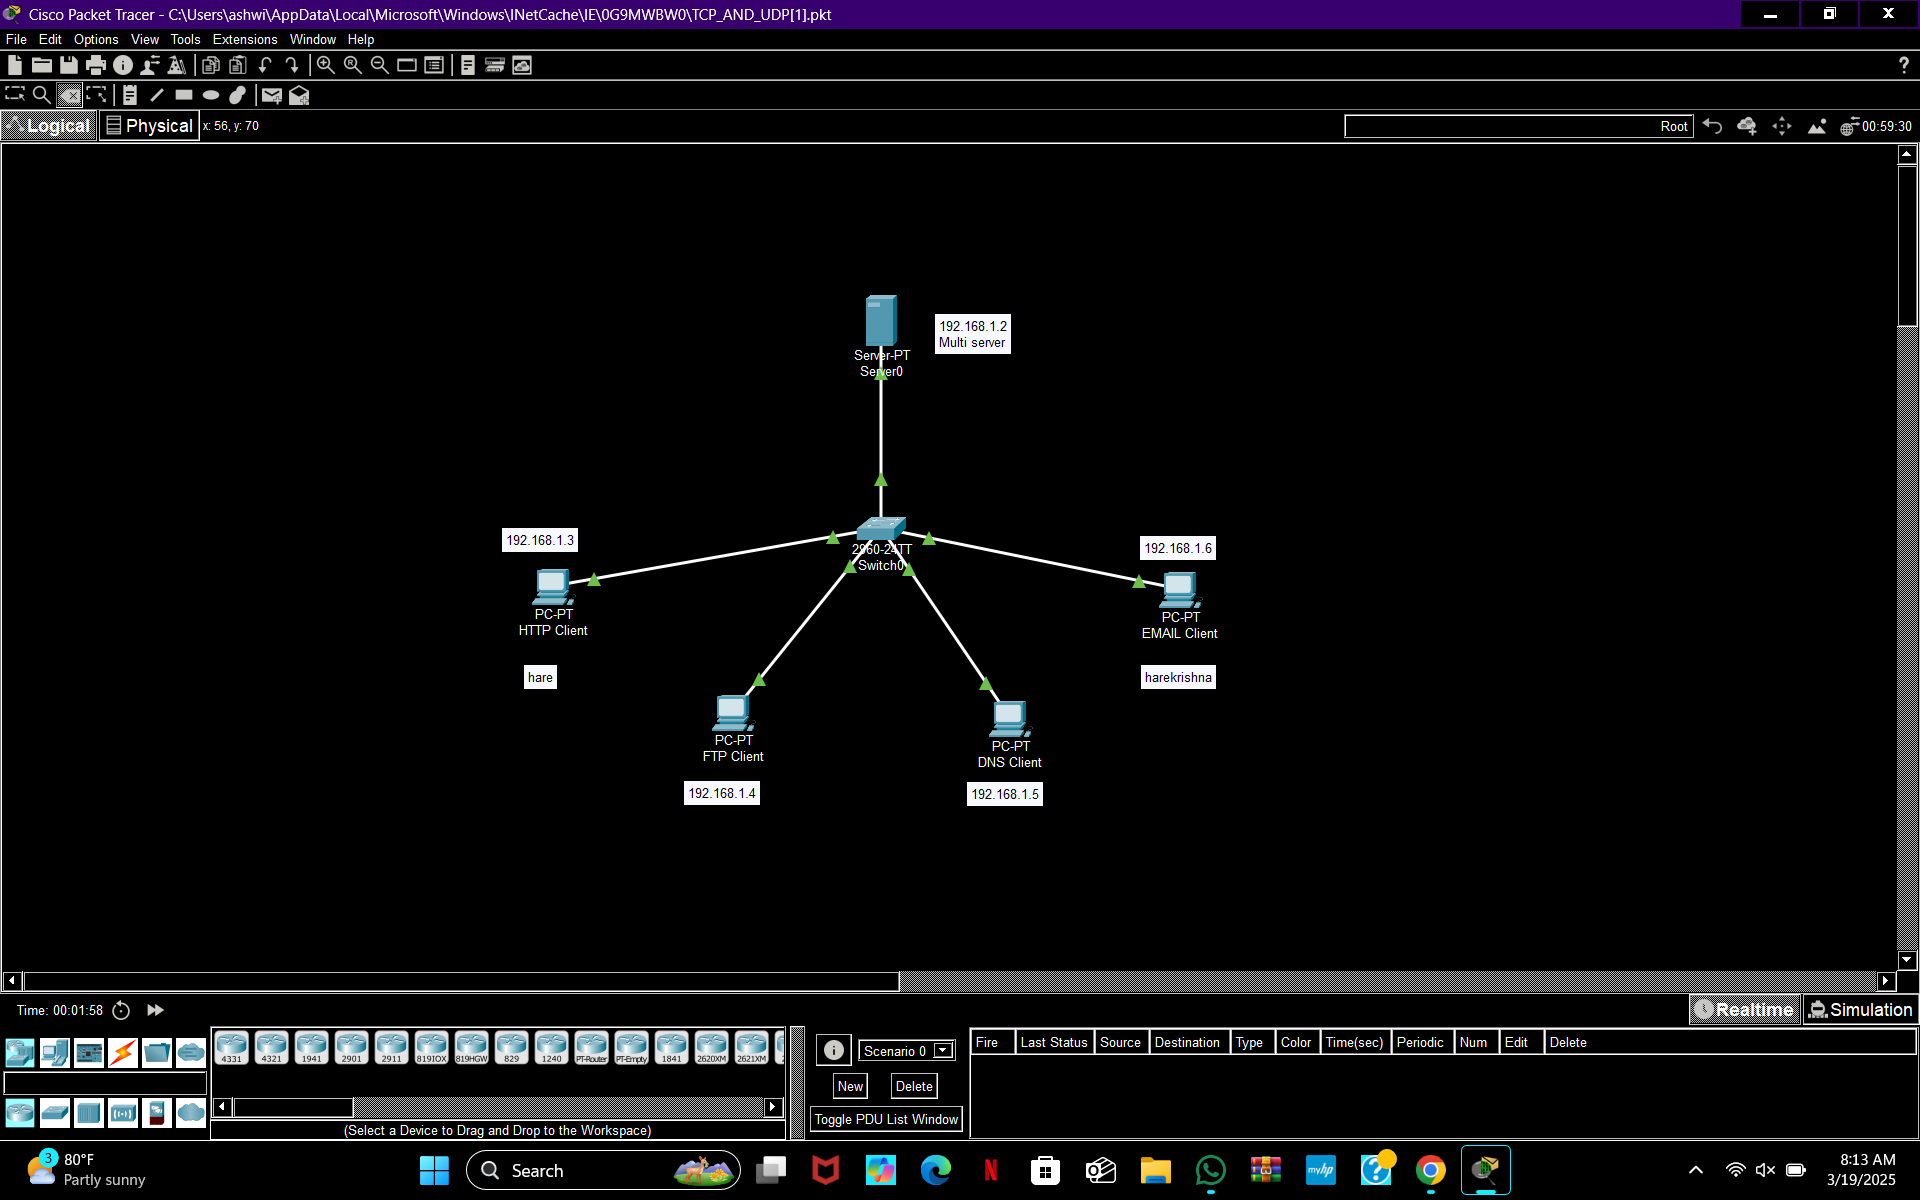 Cisco Packet Tracer - C:\Users\ashwi\AppData\Local\Microsoft\Windows\INetCache\IE\0G9MWBW0\TCP_AND_UDP[1].pkt
File Edit Options View Tools Extensions Window Help
?
Logical Physical x: 56, y: 70 Root 00:59:30
192.168.1.2
Multi server
Server-PT
Server0
2960-24TT
Switch0
192.168.1.3
PC-PT
HTTP Client
hare
192.168.1.6
PC-PT
EMAIL Client
harekrishna
PC-PT
FTP Client
192.168.1.4
PC-PT
DNS Client
192.168.1.5
Time: 00:01:58 Realtime Simulation
4331 4321 1941 2901 2911 819IOX 819HGW 829 1240 PT-Router PT-Empty 1841 2620XM 2621XM
(Select a Device to Drag and Drop to the Workspace)
Scenario 0
New Delete
Toggle PDU List Window
Fire Last Status Source Destination Type Color Time(sec) Periodic Num Edit Delete
3
80°F
Partly sunny
Search
N
myhp
?
8:13 AM
3/19/2025